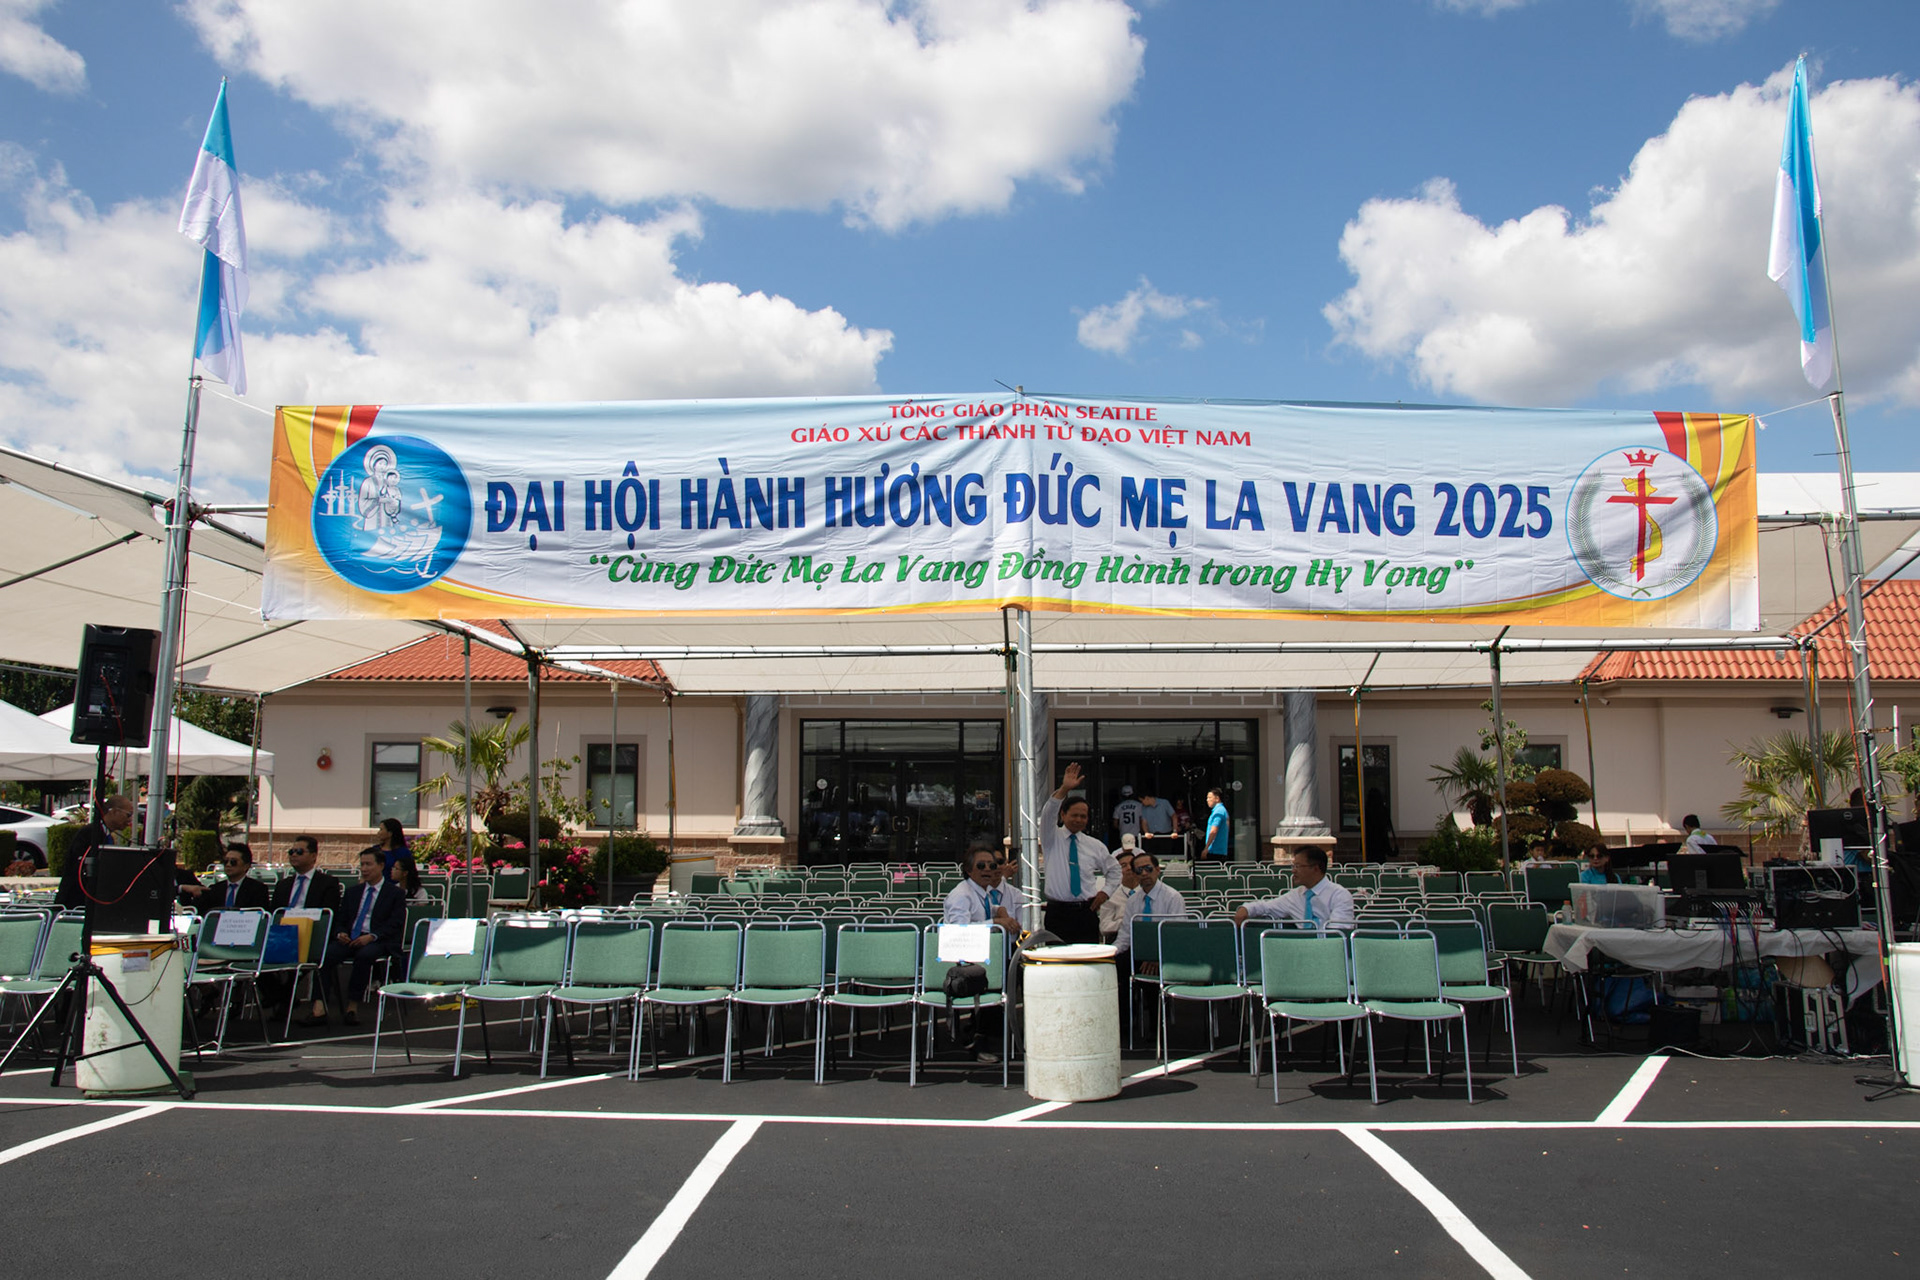 TỔNG GIÁO PHẬN SEATTLE
GIÁO XỨ CÁC THÁNH TỬ ĐẠO VIỆT NAM
ĐẠI HỘI HÀNH HƯƠNG ĐỨC MẸ LA VANG 2025
“Cùng Đức Mẹ La Vang Đồng Hành trong Hy Vọng”
51